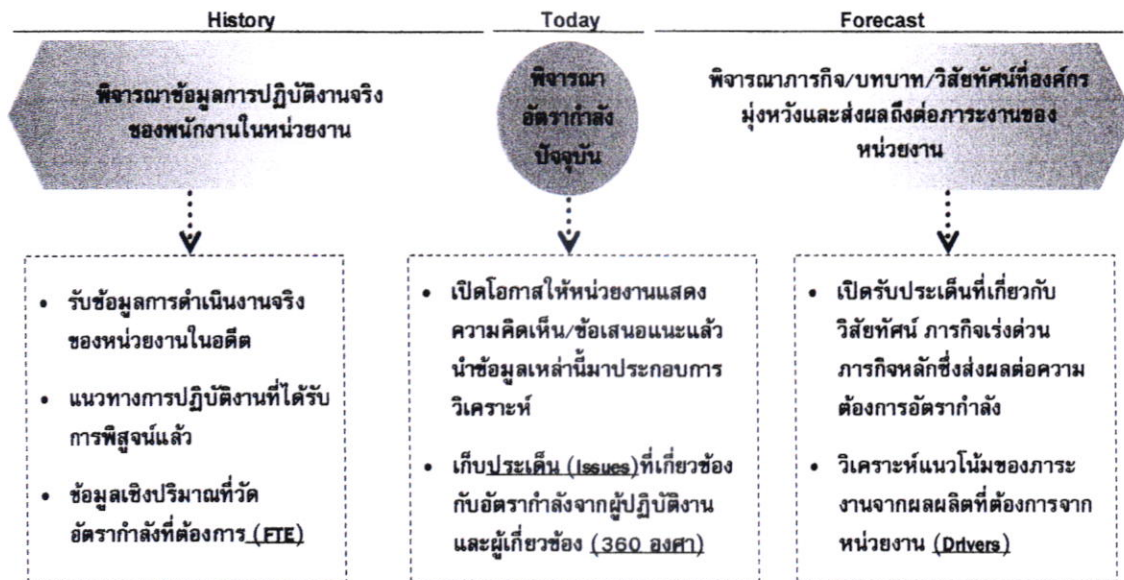 History
Today
Forecast
พิจารณาข้อมูลการปฏิบัติงานจริง
ของพนักงานในหน่วยงาน
พิจารณา
อัตรากำลัง
ปัจจุบัน
พิจารณาภารกิจ/บทบาท/วิสัยทัศน์ที่องค์กร
มุ่งหวังและส่งผลถึงต่อภาระงานของ
หน่วยงาน
• รับข้อมูลการดำเนินงานจริง
ของหน่วยงานในอดีต
• แนวทางการปฏิบัติงานที่ได้รับ
การพิสูจน์แล้ว
• ข้อมูลเชิงปริมาณที่วัด
อัตรากำลังที่ต้องการ (FTE)
• เปิดโอกาสให้หน่วยงานแสดง
ความคิดเห็น/ข้อเสนอแนะแล้ว
นำข้อมูลเหล่านี้มาประกอบการ
วิเคราะห์
• เก็บประเด็น (Issues)ที่เกี่ยวข้อง
กับอัตรากำลังจากผู้ปฏิบัติงาน
และผู้เกี่ยวข้อง (360 องศา)
• เปิดรับประเด็นที่เกี่ยวกับ
วิสัยทัศน์ ภารกิจเร่งด่วน
ภารกิจหลักซึ่งส่งผลต่อความ
ต้องการอัตรากำลัง
• วิเคราะห์แนวโน้มของภาระ
งานจากผลผลิตที่ต้องการจาก
หน่วยงาน (Drivers)